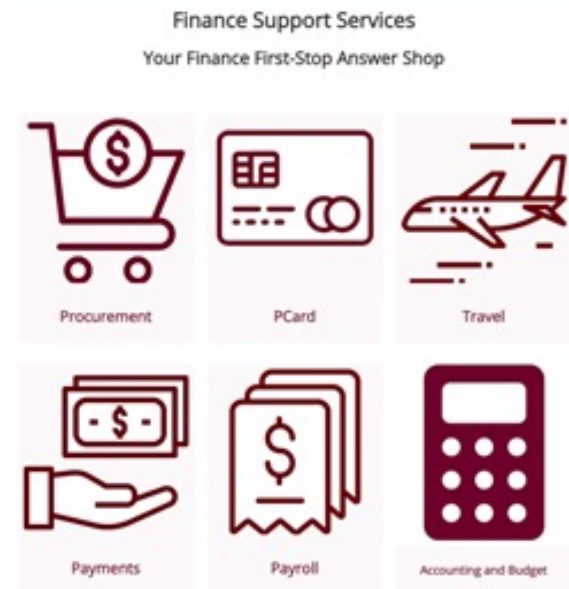 Finance Support Services
Your Finance First-Stop Answer Shop
$
Procurement
PCard
Travel
- $ -
$
Payments
Payroll
Accounting and Budget